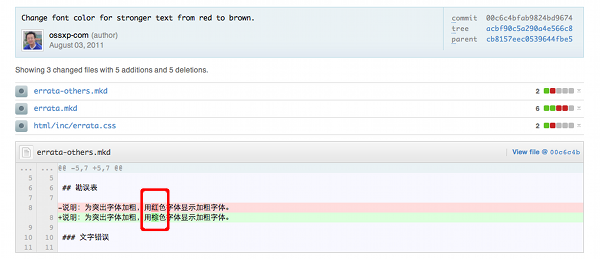 Change font color for stronger text from red to brown.
commit 00c6c4bfab9824bd9674
ossxp-com (author)
tree acbf90c5a290a4e566c8
August 03, 2011
parent cb8157eec0539644fbe5
Showing 3 changed files with 5 additions and 5 deletions.
errata-others.mkd 2
errata.mkd 6
html/inc/errata.css 2
errata-others.mkd View file @ 00c6c4b
... ... @@ -5,7 +5,7 @@
5 5
6 6 ## 勘误表
7 7
8 -说明：为突出字体加粗，用红色字体显示加粗字体。
8 +说明：为突出字体加粗，用棕色字体显示加粗字体。
9 9
10 10 ### 文字错误
11 11